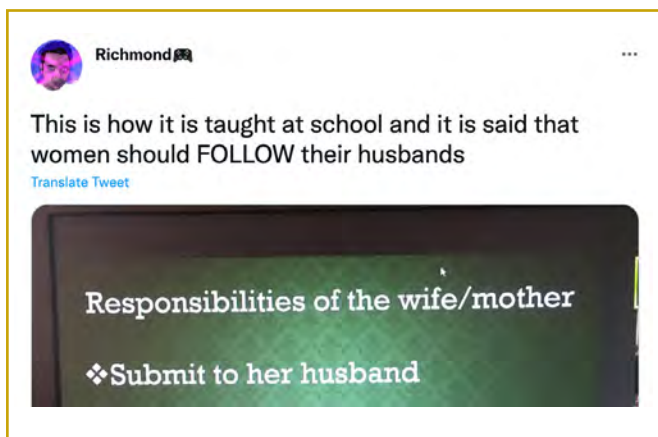 Richmond
This is how it is taught at school and it is said that
women should FOLLOW their husbands
Translate Tweet
Responsibilities of the wife/mother
❖Submit to her husband